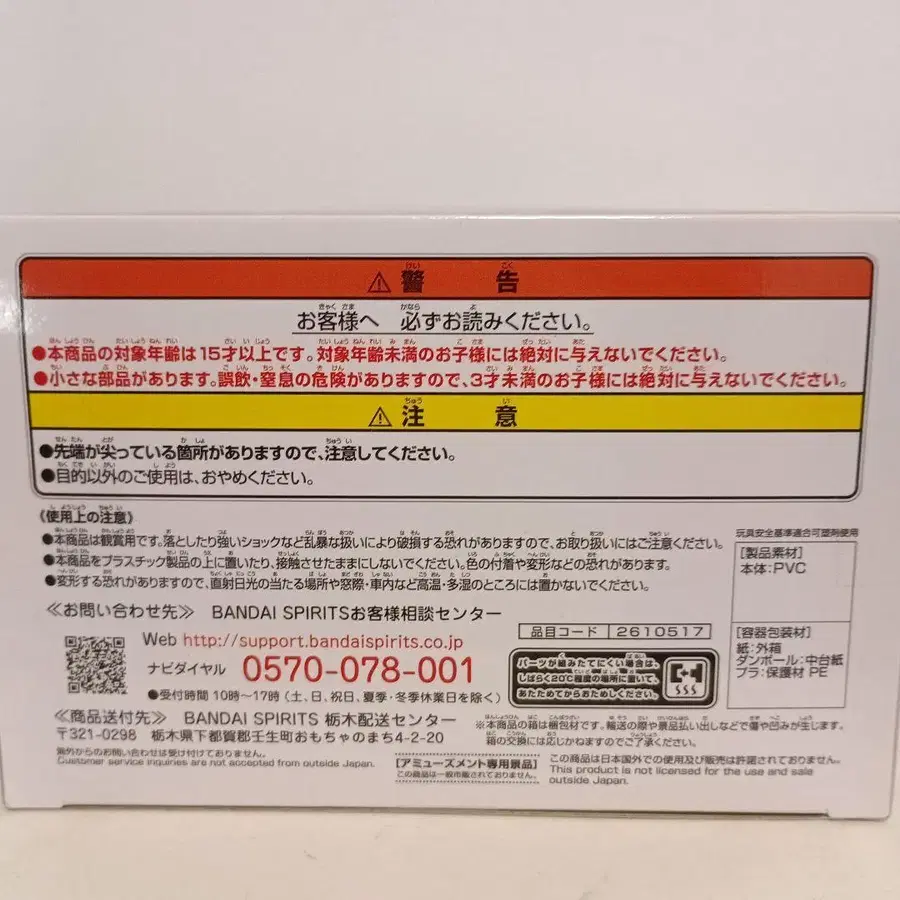 ⚠ 警告
お客様へ 必ずお読みください。
●本商品の対象年齢は15才以上です。対象年齢未満のお子様には絶対に与えないでください。
●小さな部品があります。誤飲・窒息の危険がありますので、3才未満のお子様には絶対に与えないでください。
⚠ 注意
●先端が尖っている箇所がありますので、注意してください。
●目的以外のご使用は、おやめください。
《使用上の注意》
●本商品は観賞用です。落としたり強いショックなど乱暴な扱いにより破損する恐れがありますので、お取り扱いにはご注意ください。
●本商品をプラスチック製品の上に置いたり、接触させたままにしないでください。色の付着や変形などの恐れがあります。
●変形する恐れがありますので、直射日光の当たる場所や窓際・車内など高温・多湿のところには置かないでください。
玩具安全基準適合可塑剤使用
[製品素材]
本体:PVC
[容器包装材]
紙:外箱
ダンボール:中台紙
プラ:保護材 PE
≪お問い合わせ先≫ BANDAI SPIRITSお客様相談センター
Web http://support.bandaispirits.co.jp
ナビダイヤル 0570-078-001
●受付時間 10時〜17時 (土、日、祝日、夏季・冬季休業日を除く)
品目コード 2610517
パーツが組みたてにくい場合は、
しばらく20℃程度の場所に置いて、
あたためてからおためしください。
≪商品送付先≫ BANDAI SPIRITS 栃木配送センター
〒321-0298 栃木県下都賀郡壬生町おもちゃのまち4-2-20
海外からのお問い合わせは受け付けておりません。
Customer service inquiries are not accepted from outside Japan.
※本商品の箱は梱包材です。輸送の際や景品払い出しなどで傷や凹みが生じます。
箱の交換には応じかねますのでご了承ください。
[アミューズメント専用景品]
この商品は一般市販されておりません。
この商品は日本国外での使用及び販売は許諾されておりません。
This product is not licensed for the use and sale
outside Japan.